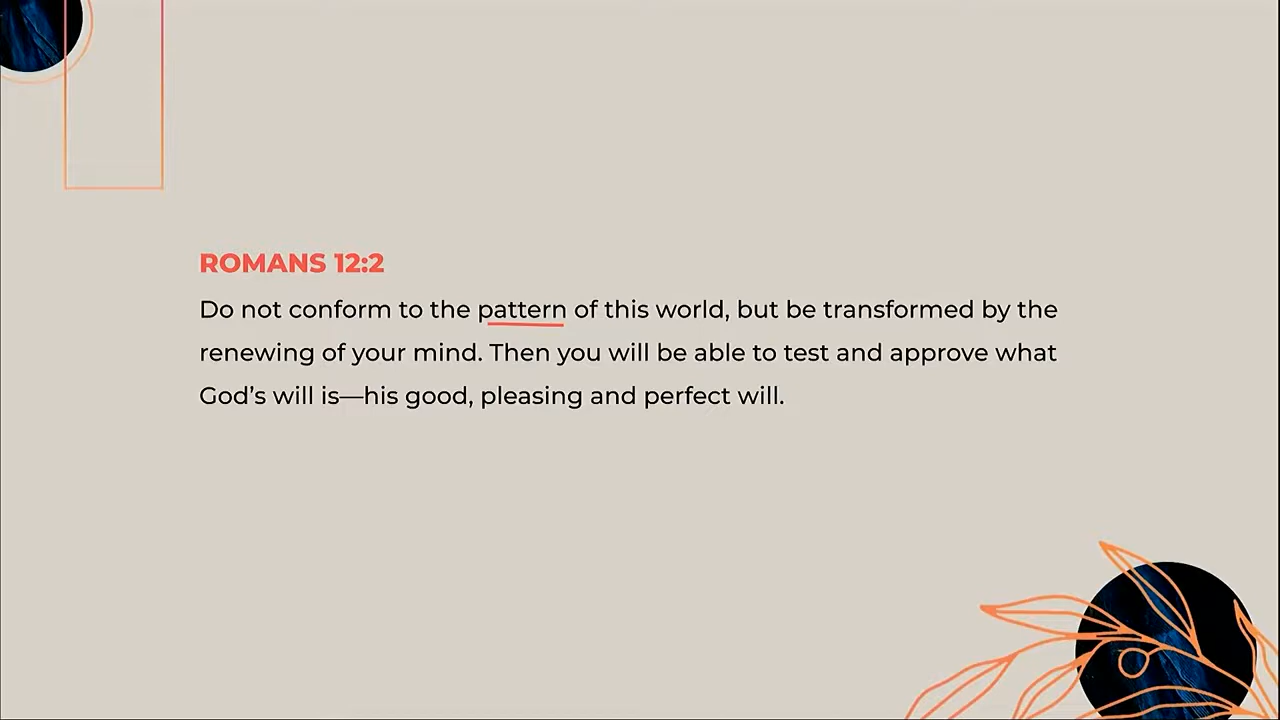 ROMANS 12:2
Do not conform to the pattern of this world, but be transformed by the
renewing of your mind. Then you will be able to test and approve what
God’s will is—his good, pleasing and perfect will.